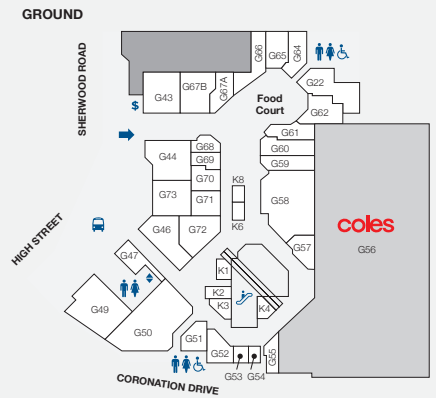 GROUND
SHERWOOD ROAD
G66
G65
G64
G22
G43
G67B
G67A
$
Food
Court
G62
G61
G68
G44
G69
G60
G59
G70
K8
G73
G71
G58
K6
coles
G46
G72
G57
G56
HIGH STREET
G47
K1
K2
K3
K4
G49
G50
G51
G52
G55
G53
G54
CORONATION DRIVE